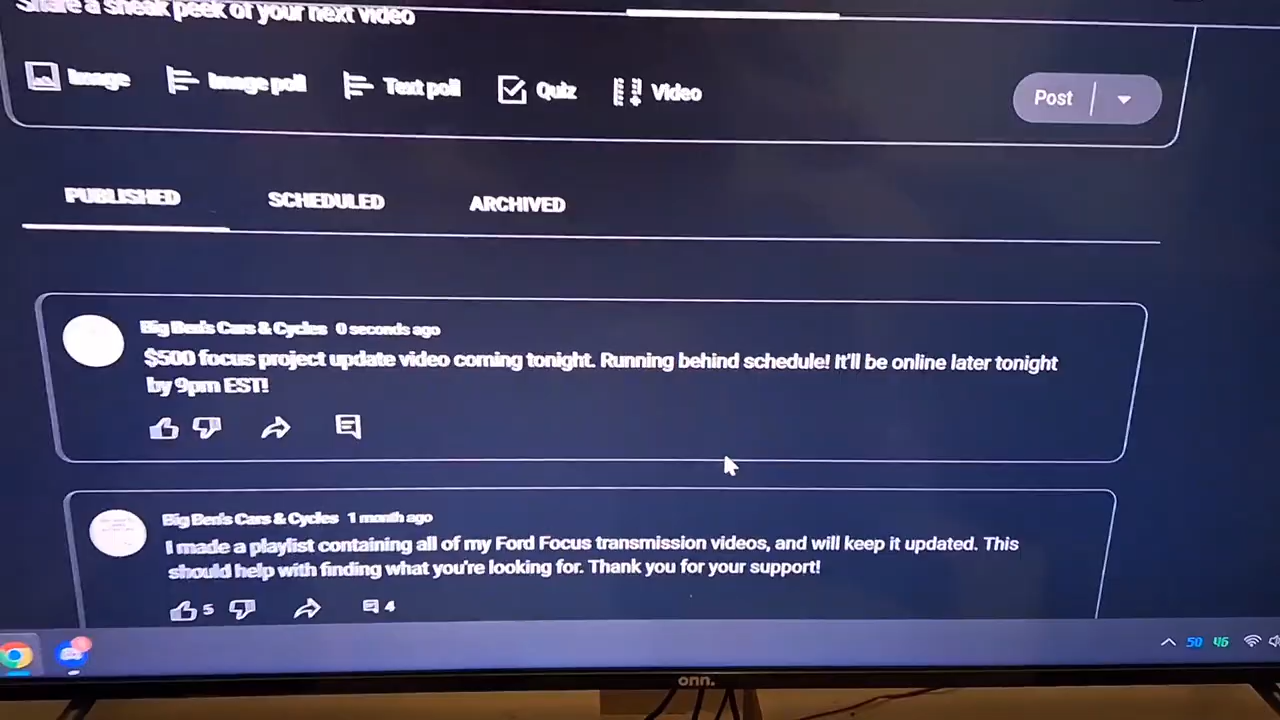 Share a sneak peek of your next video
Image Image poll Text poll Quiz Video Post
PUBLISHED SCHEDULED ARCHIVED
Big Ben's Cars & Cycles 0 seconds ago
$500 focus project update video coming tonight. Running behind schedule! It'll be online later tonight
by 9pm EST!
Big Ben's Cars & Cycles 1 month ago
I made a playlist containing all of my Ford Focus transmission videos, and will keep it updated. This
should help with finding what you're looking for. Thank you for your support!
5 4
50 46
onn.